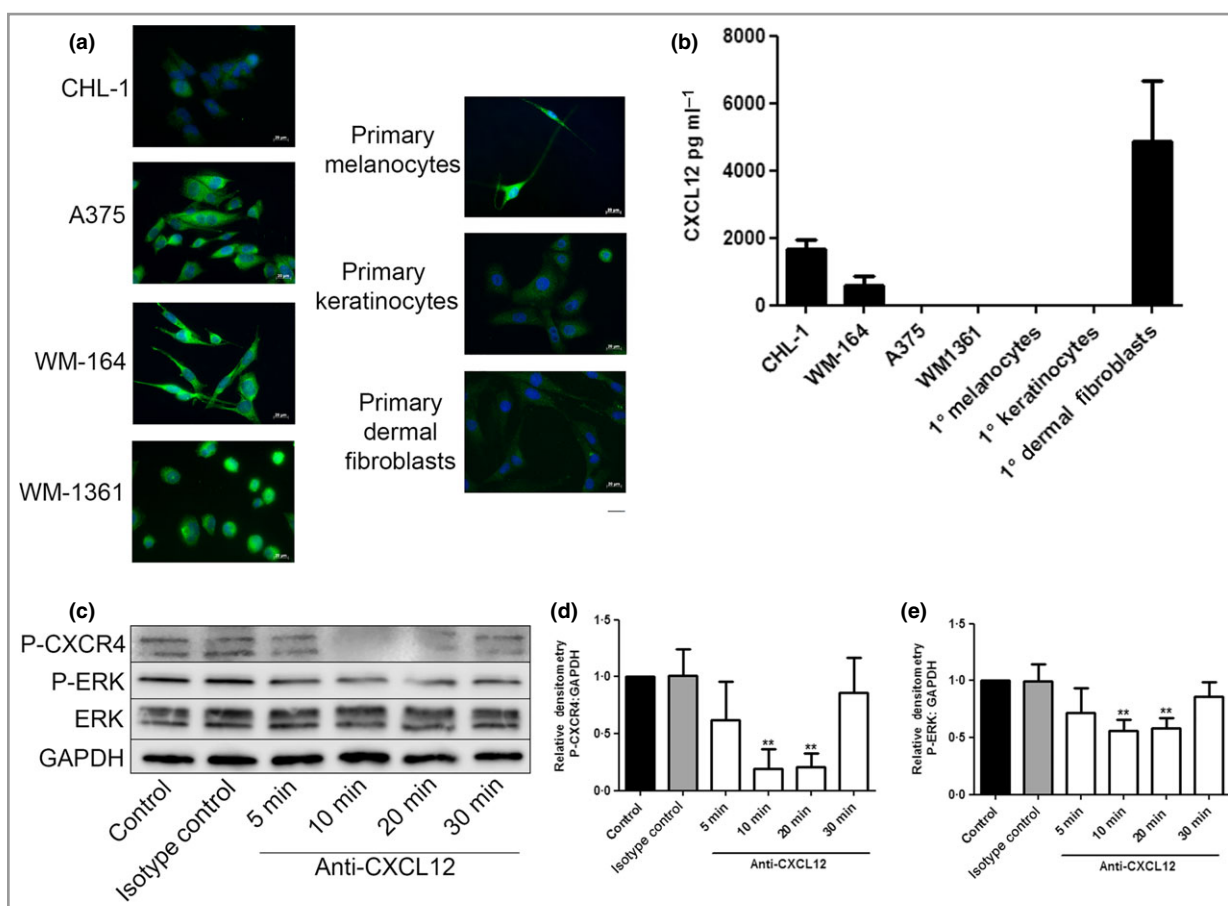 (a)
CHL-1
A375
WM-164
WM-1361
Primary
melanocytes
Primary
keratinocytes
Primary
dermal
fibroblasts
(b)
CXCL12 pg ml⁻¹
8000
6000
4000
2000
0
CHL-1
WM-164
A375
WM1361
1° melanocytes
1° keratinocytes
1° dermal fibroblasts
(c)
P-CXCR4
P-ERK
ERK
GAPDH
Control
Isotype control
5 min
10 min
20 min
30 min
Anti-CXCL12
(d)
Relative densitometry
P-CXCR4:GAPDH
1·5
1·0
0·5
0·0
**
**
Control
Isotype control
5 min
10 min
20 min
30 min
Anti-CXCL12
(e)
Relative densitometry
P-ERK: GAPDH
1·5
1·0
0·5
0·0
**
**
Control
Isotype control
5 min
10 min
20 min
30 min
Anti-CXCL12